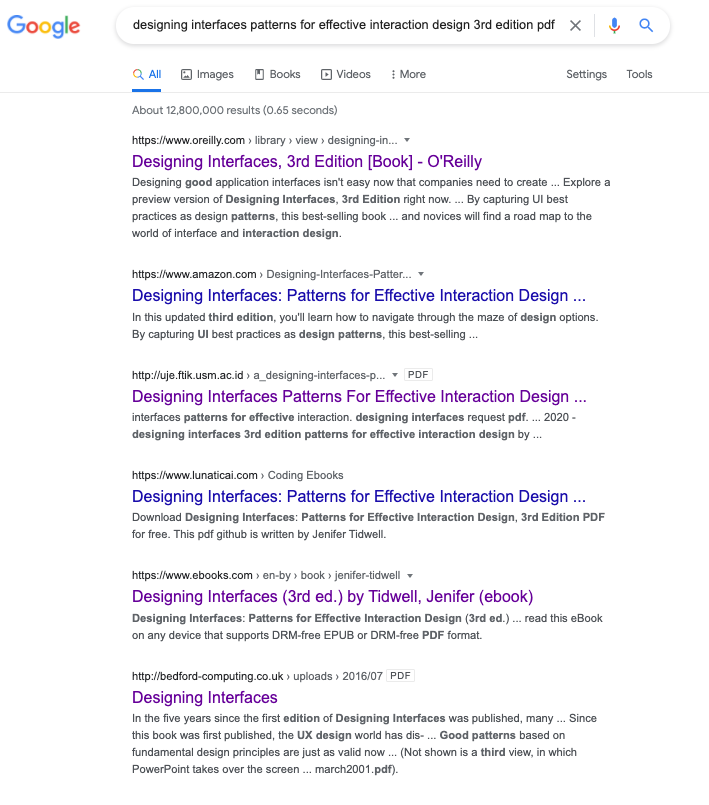 Google
designing interfaces patterns for effective interaction design 3rd edition pdf
All Images Books Videos More Settings Tools
About 12,800,000 results (0.65 seconds)
https://www.oreilly.com › library › view › designing-in...
Designing Interfaces, 3rd Edition [Book] - O'Reilly
Designing good application interfaces isn't easy now that companies need to create ... Explore a
preview version of Designing Interfaces, 3rd Edition right now. ... By capturing UI best
practices as design patterns, this best-selling book ... and novices will find a road map to the
world of interface and interaction design.
https://www.amazon.com › Designing-Interfaces-Patter...
Designing Interfaces: Patterns for Effective Interaction Design ...
In this updated third edition, you'll learn how to navigate through the maze of design options.
By capturing UI best practices as design patterns, this best-selling ...
http://uje.ftik.usm.ac.id › a_designing-interfaces-p... PDF
Designing Interfaces Patterns For Effective Interaction Design ...
interfaces patterns for effective interaction. designing interfaces request pdf. ... 2020 -
designing interfaces 3rd edition patterns for effective interaction design by ...
https://www.lunaticai.com › Coding Ebooks
Designing Interfaces: Patterns for Effective Interaction Design ...
Download Designing Interfaces: Patterns for Effective Interaction Design, 3rd Edition PDF
for free. This pdf github is written by Jenifer Tidwell.
https://www.ebooks.com › en-by › book › jenifer-tidwell
Designing Interfaces (3rd ed.) by Tidwell, Jenifer (ebook)
Designing Interfaces: Patterns for Effective Interaction Design (3rd ed.) ... read this eBook
on any device that supports DRM-free EPUB or DRM-free PDF format.
http://bedford-computing.co.uk › uploads › 2016/07 PDF
Designing Interfaces
In the five years since the first edition of Designing Interfaces was published, many ... Since
this book was first published, the UX design world has dis- ... Good patterns based on
fundamental design principles are just as valid now ... (Not shown is a third view, in which
PowerPoint takes over the screen ... march2001.pdf).